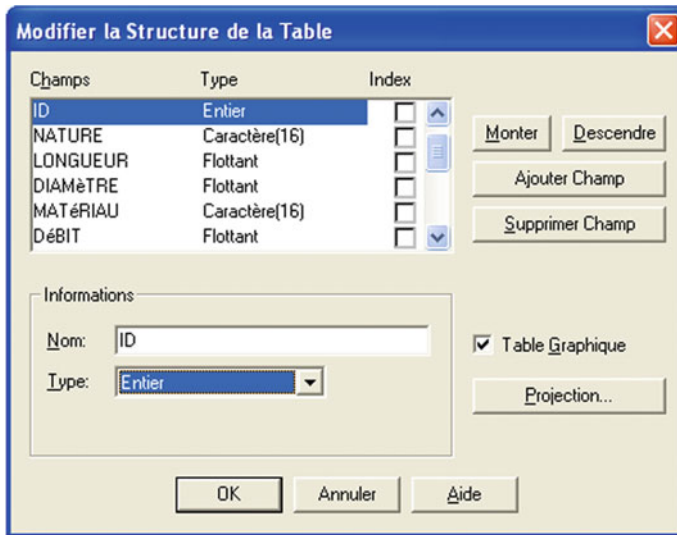 Modifier la Structure de la Table
Champs Type Index
ID Entier
NATURE Caractère(16)
LONGUEUR Flottant
DIAMèTRE Flottant
MATéRIAU Caractère(16)
DéBIT Flottant
Monter Descendre
Ajouter Champ
Supprimer Champ
Informations
Nom: ID
Type: Entier
Table Graphique
Projection...
OK Annuler Aide